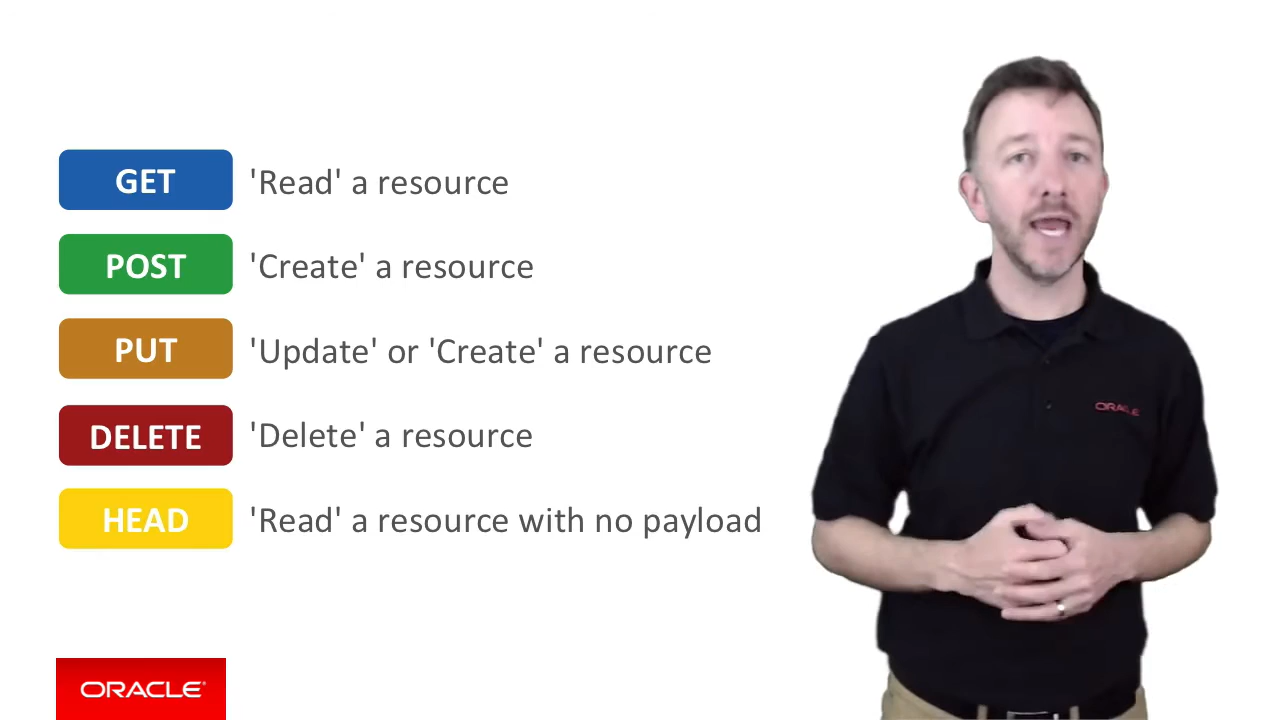 GET 'Read' a resource
POST 'Create' a resource
PUT 'Update' or 'Create' a resource
DELETE 'Delete' a resource
HEAD 'Read' a resource with no payload
ORACLE
ORACLE®